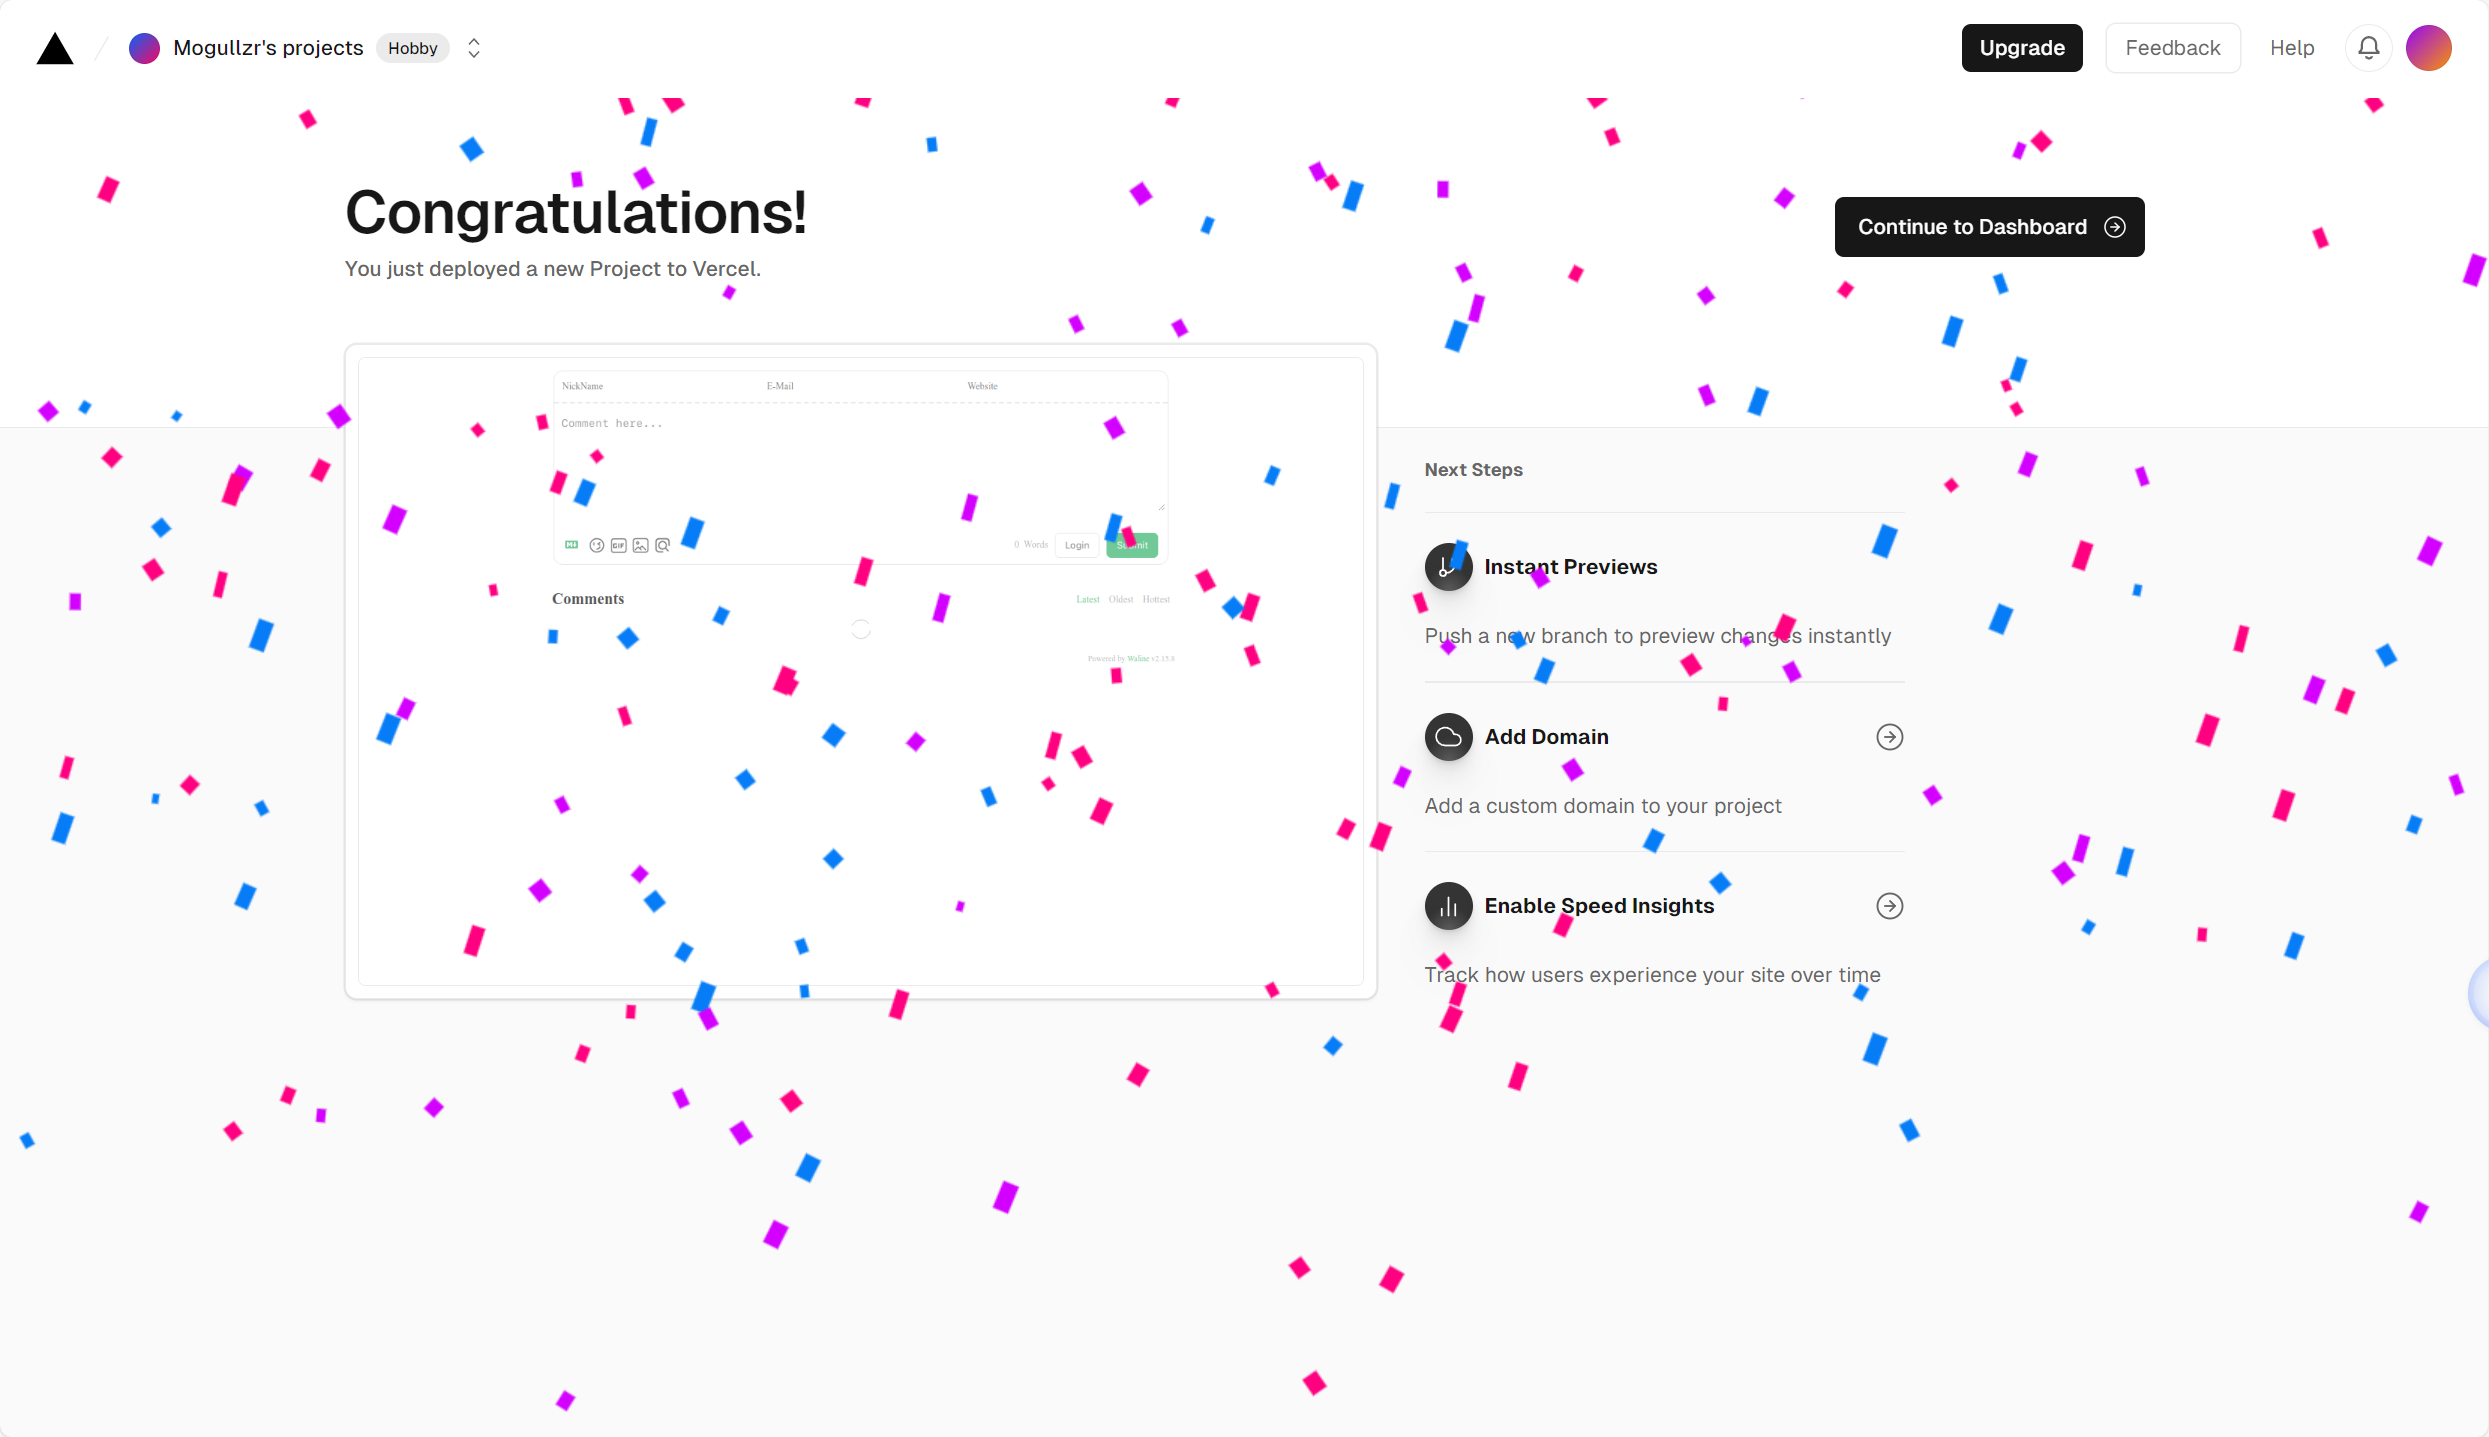 Mogullzr's projects Hobby
Upgrade Feedback Help
Congratulations!
Continue to Dashboard
You just deployed a new Project to Vercel.
NickName E-Mail Website
Comment here...
0 Words Login Submit
Comments Latest Oldest Hottest
Powered by Waline v2.15.8
Next Steps
Instant Previews
Push a new branch to preview changes instantly
Add Domain
Add a custom domain to your project
Enable Speed Insights
Track how users experience your site over time